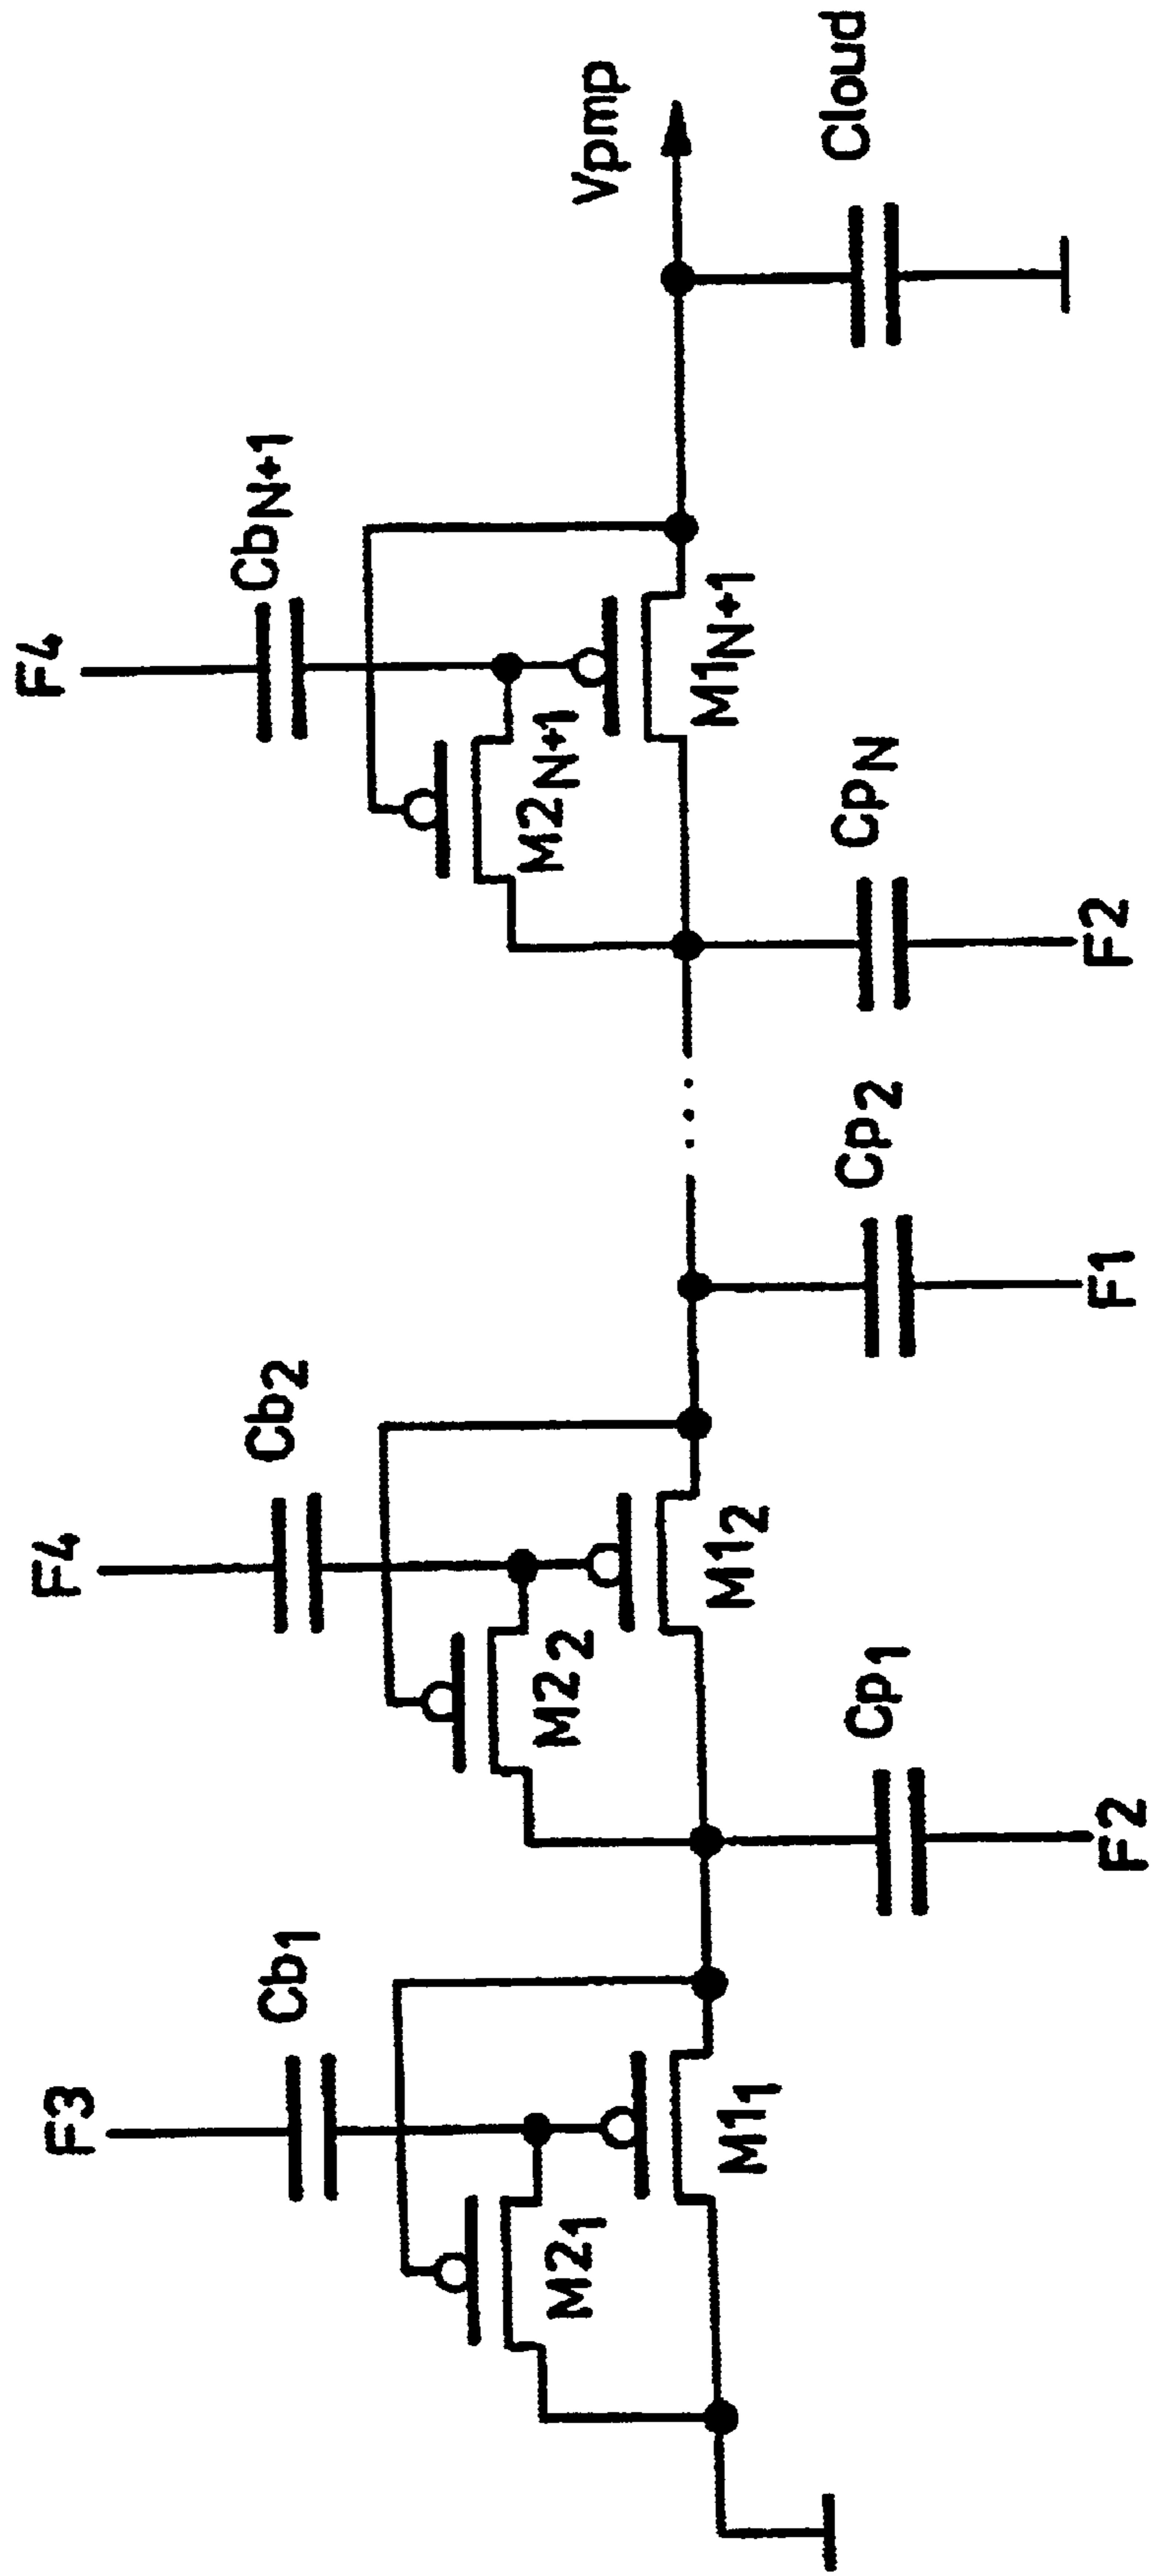 F3
F4
F4
Cb1
Cb2
CbN+1
M21
M22
M2N+1
Vpmp
M11
M12
M1N+1
Cp1
Cp2
CpN
Cloud
F2
F1
F2